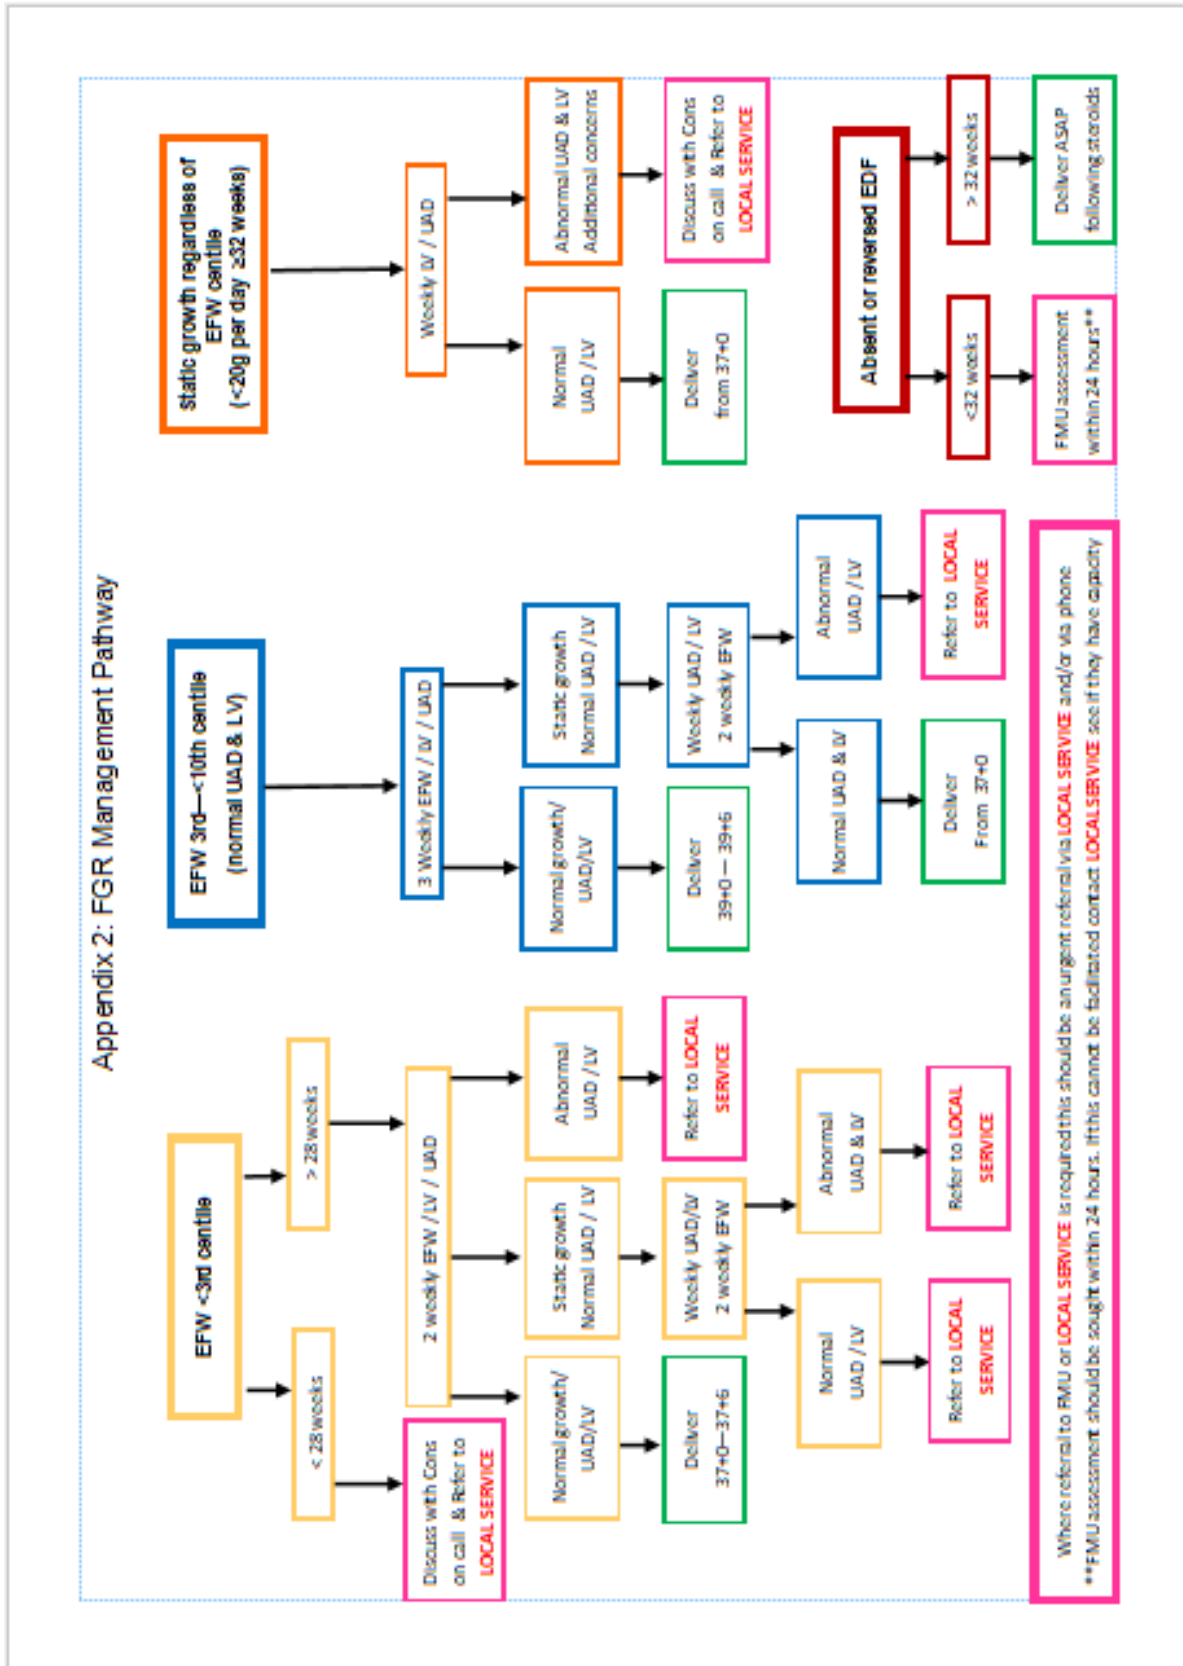 Appendix 2: FGR Management Pathway
EFW <3rd centile
< 28 weeks
> 28 weeks
Discuss with Cons
on call & Refer to
LOCAL SERVICE
2 weekly EFW /LV / UAD
Normal growth/
UAD/LV
Static growth
Normal UAD / LV
Abnormal
UAD /LV
Deliver
37+0—37+6
Weekly UAD/LV
2 weekly EFW
Refer to LOCAL
SERVICE
Normal
UAD /LV
Abnormal
UAD & LV
Refer to LOCAL
SERVICE
Refer to LOCAL
SERVICE
EFW 3rd—<10th centile
(normal UAD & LV)
3 Weekly EFW / LV / UAD
Normal growth/
UAD/LV
Static growth
Normal UAD /LV
Deliver
39+0 — 39+6
Weekly UAD/ LV
2 weekly EFW
Normal UAD & LV
Abnormal
UAD /LV
Deliver
From 37+0
Refer to LOCAL
SERVICE
Static growth regardless of
EFW centile
(<20g per day ≥32 weeks)
Weekly LV / UAD
Normal
UAD /LV
Abnormal UAD & LV
Additional concerns
Deliver
from 37+0
Discuss with Cons
on call & Refer to
LOCAL SERVICE
Absent or reversed EDF
<32 weeks
> 32 weeks
FMU assessment
within 24 hours**
Deliver ASAP
following steroids
Where referral to FMU or LOCAL SERVICE is required this should be an urgent referral via LOCAL SERVICE and/or via phone
**FMU assessment should be sought within 24 hours. If this cannot be facilitated contact LOCAL SERVICE see if they have capacity